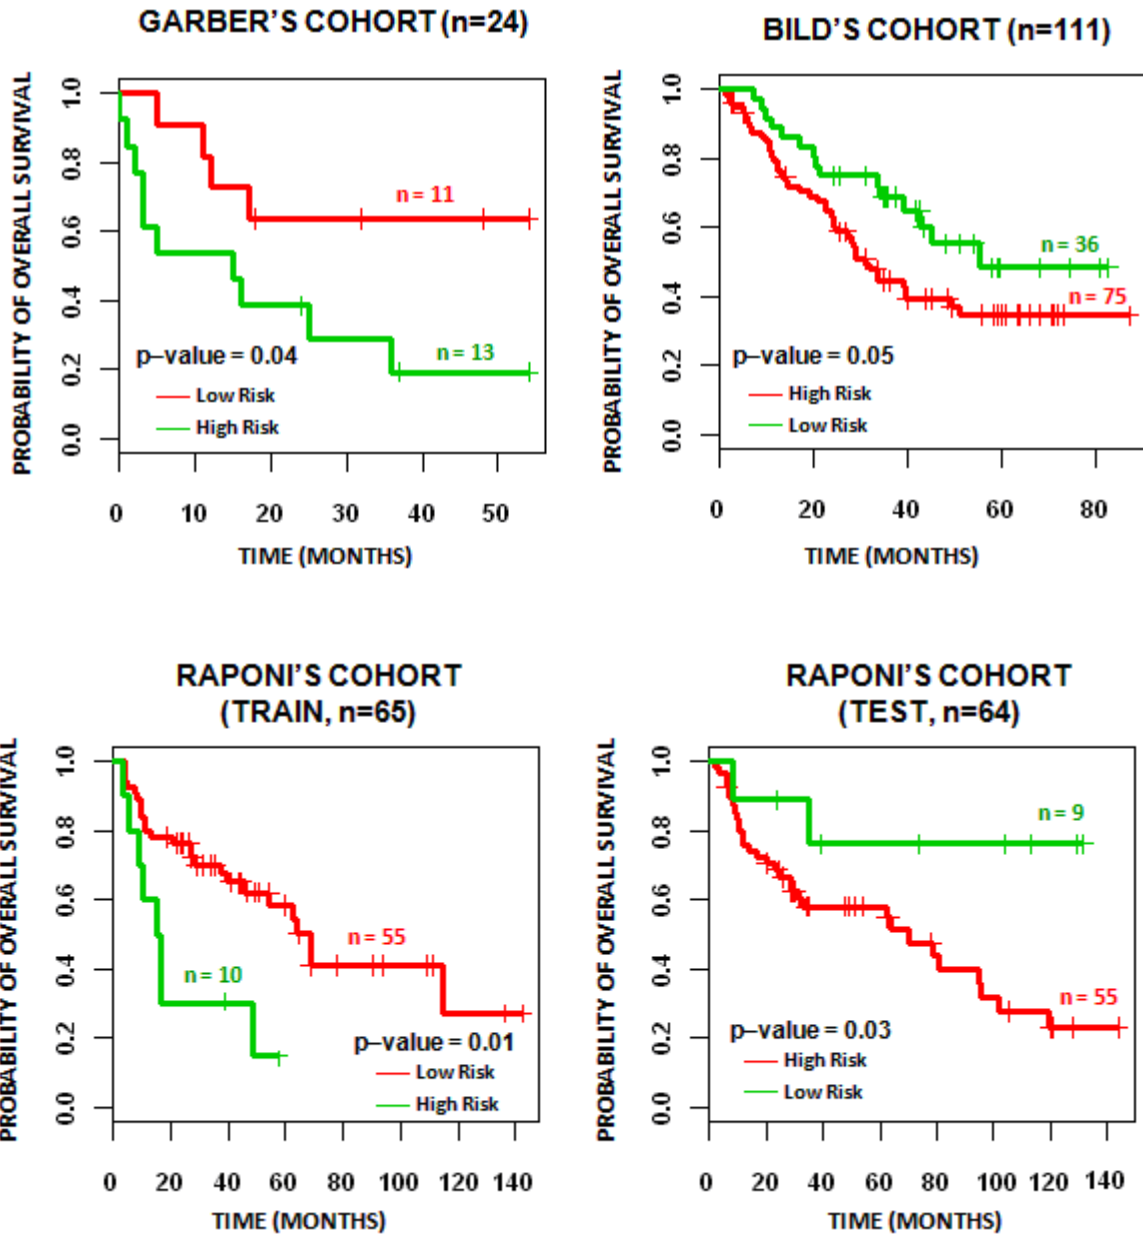 GARBER'S COHORT (n=24)
PROBABILITY OF OVERALL SURVIVAL
1.0
0.8
0.6
0.4
0.2
0.0
n = 11
n = 13
p–value = 0.04
Low Risk
High Risk
0 10 20 30 40 50
TIME (MONTHS)
BILD'S COHORT (n=111)
PROBABILITY OF OVERALL SURVIVAL
1.0
0.8
0.6
0.4
0.2
0.0
n = 36
n = 75
p–value = 0.05
High Risk
Low Risk
0 20 40 60 80
TIME (MONTHS)
RAPONI'S COHORT
(TRAIN, n=65)
PROBABILITY OF OVERALL SURVIVAL
1.0
0.8
0.6
0.4
0.2
0.0
n = 55
n = 10
p–value = 0.01
Low Risk
High Risk
0 20 40 60 80 100 120 140
TIME (MONTHS)
RAPONI'S COHORT
(TEST, n=64)
PROBABILITY OF OVERALL SURVIVAL
1.0
0.8
0.6
0.4
0.2
0.0
n = 9
n = 55
p–value = 0.03
High Risk
Low Risk
0 20 40 60 80 100 120 140
TIME (MONTHS)